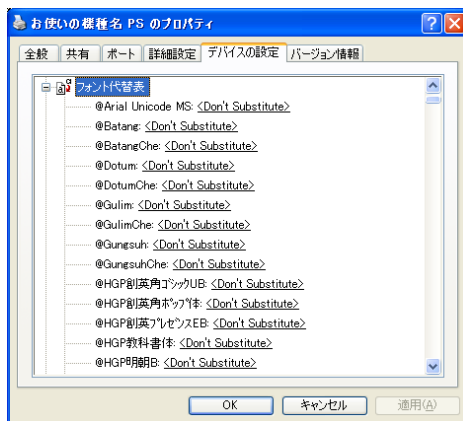 お使いの機種名 PS のプロパティ
全般 共有 ポート 詳細設定 デバイスの設定 バージョン情報
フォント代替表
@Arial Unicode MS: <Don't Substitute>
@Batang: <Don't Substitute>
@BatangChe: <Don't Substitute>
@Dotum: <Don't Substitute>
@DotumChe: <Don't Substitute>
@Gulim: <Don't Substitute>
@GulimChe: <Don't Substitute>
@Gungsuh: <Don't Substitute>
@GungsuhChe: <Don't Substitute>
@HGP創英角ゴシックUB: <Don't Substitute>
@HGP創英角ポップ体: <Don't Substitute>
@HGP創英プレゼンスEB: <Don't Substitute>
@HGP教科書体: <Don't Substitute>
@HGP明朝B: <Don't Substitute>
OK キャンセル 適用(A)